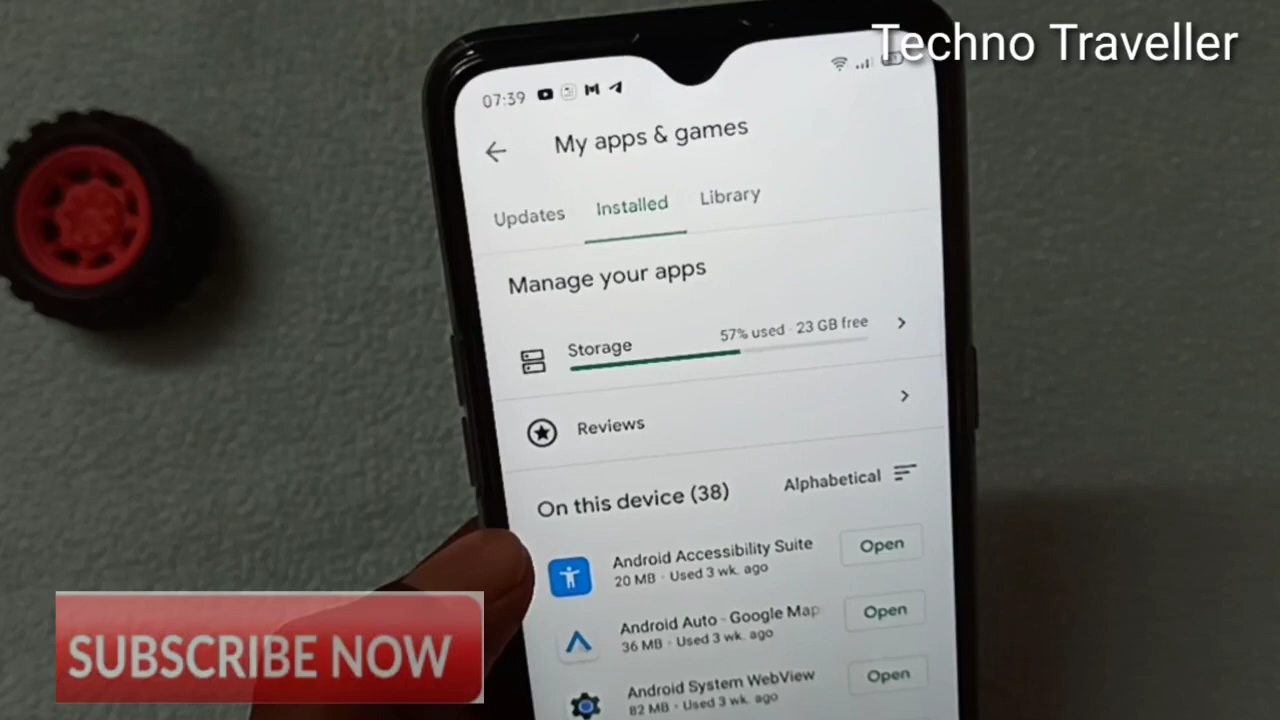 Techno Traveller
07:39
My apps & games
Updates Installed Library
Manage your apps
Storage 57% used · 23 GB free
Reviews
On this device (38) Alphabetical
Android Accessibility Suite Open
20 MB · Used 3 wk. ago
Android Auto - Google Map Open
36 MB · Used 3 wk. ago
Android System WebView Open
82 MB · Used 3 wk. ago
SUBSCRIBE NOW